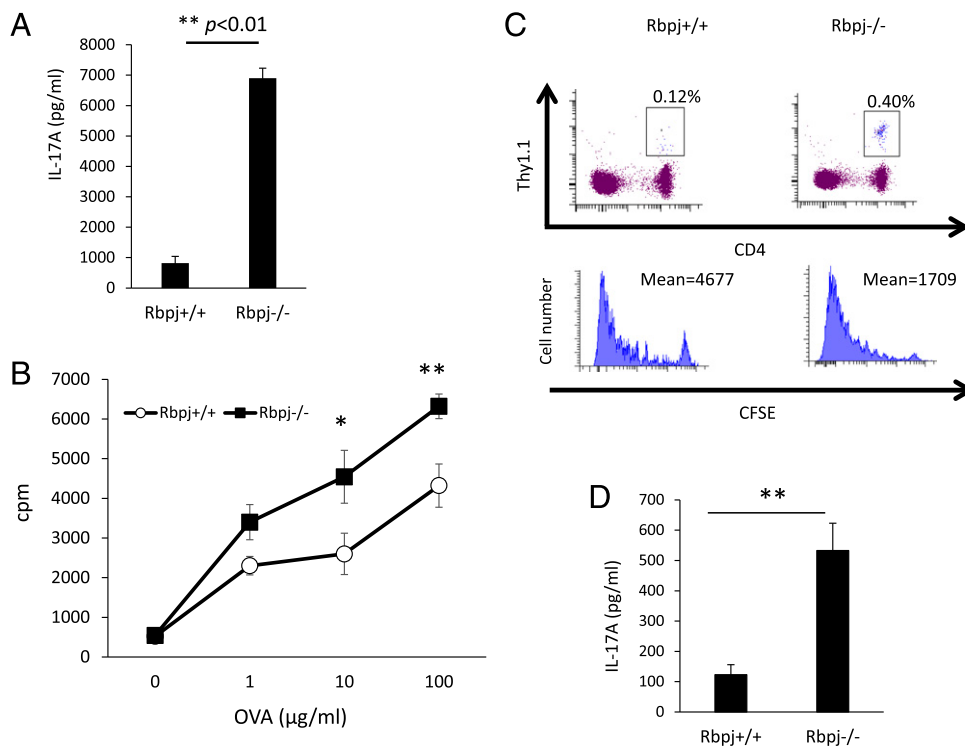 A
** p<0.01
8000
7000
6000
5000
4000
3000
2000
1000
0
IL-17A (pg/ml)
Rbpj+/+ Rbpj-/-
B
7000
6000
5000
4000
3000
2000
1000
0
cpm
Rbpj+/+ Rbpj-/-
*
**
0 1 10 100
OVA (µg/ml)
C
Rbpj+/+ Rbpj-/-
0.12% 0.40%
Thy1.1
CD4
Mean=4677 Mean=1709
Cell number
CFSE
D
**
700
600
500
400
300
200
100
0
IL-17A (pg/ml)
Rbpj+/+ Rbpj-/-